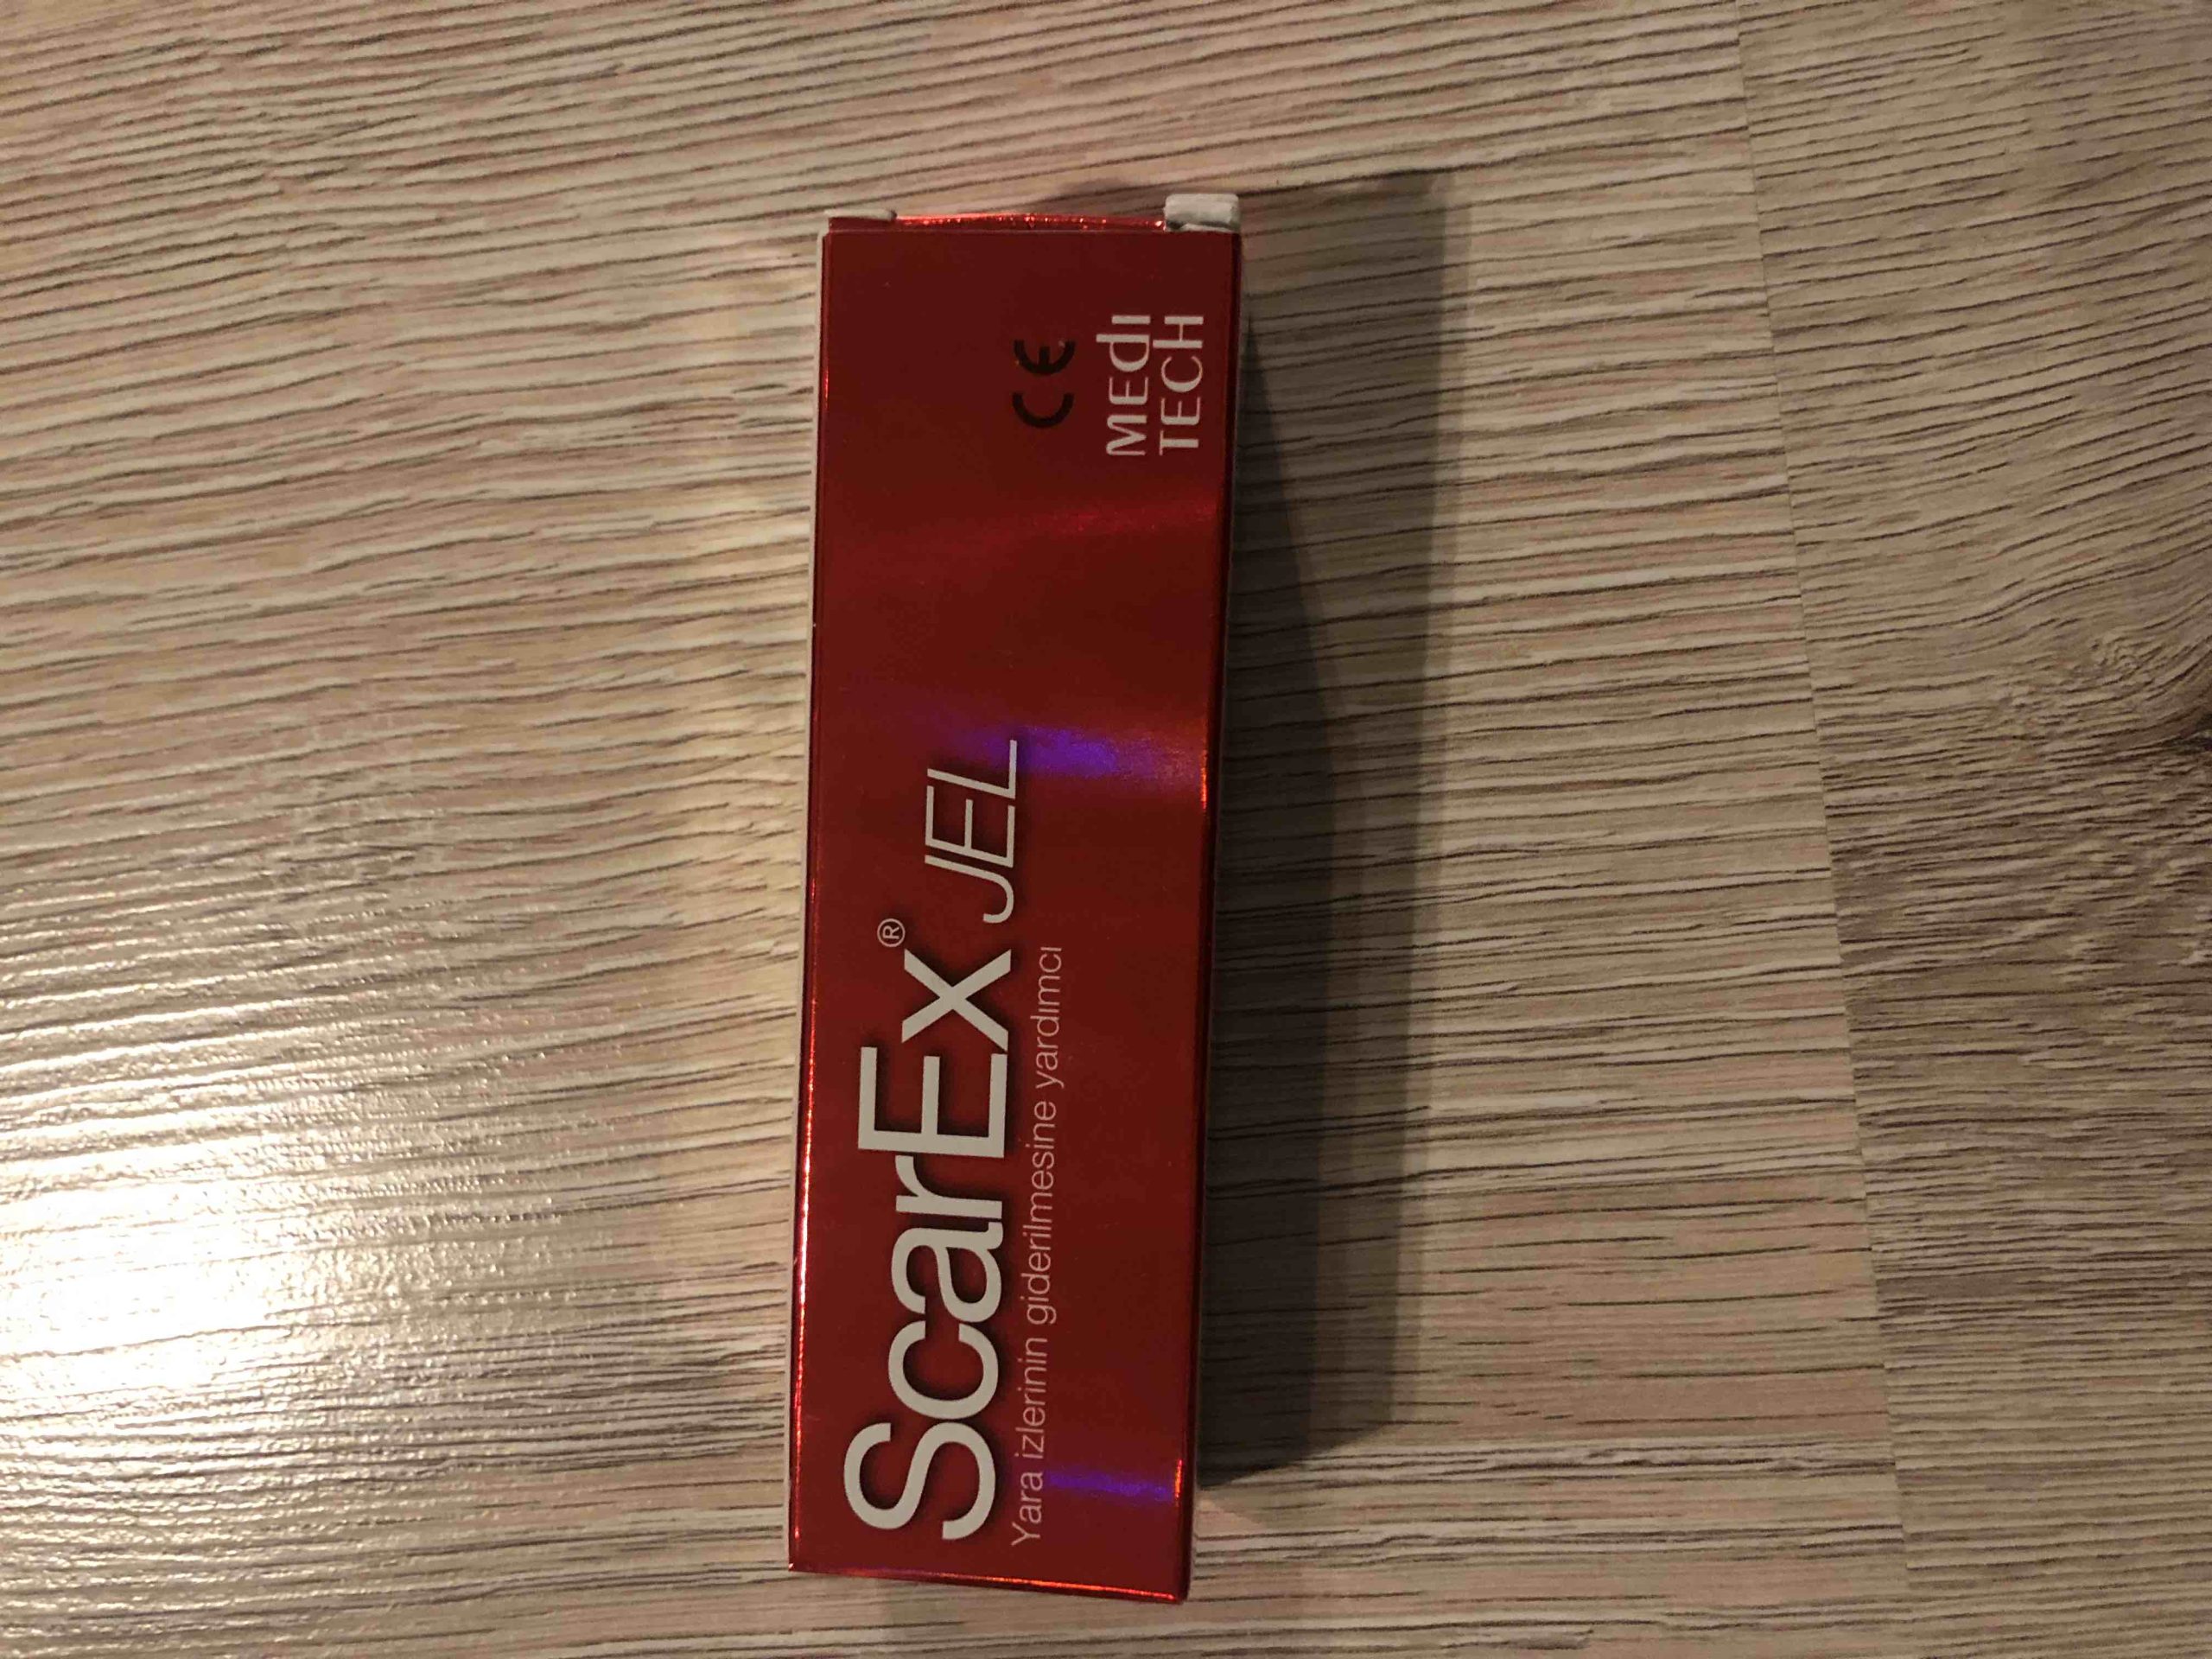 ScarEx® JEL
Yara izlerinin giderilmesine yardımcı
CE
MEdI
TECH